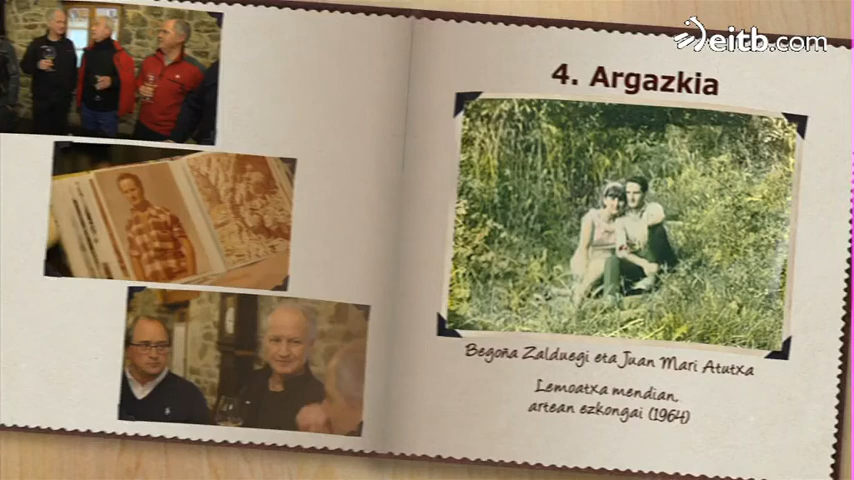 eitb.com
4. Argazkia
Begoña Zalduegi eta Juan Mari Atutxa
Lemoatxa mendian,
artean ezkongai (1964)